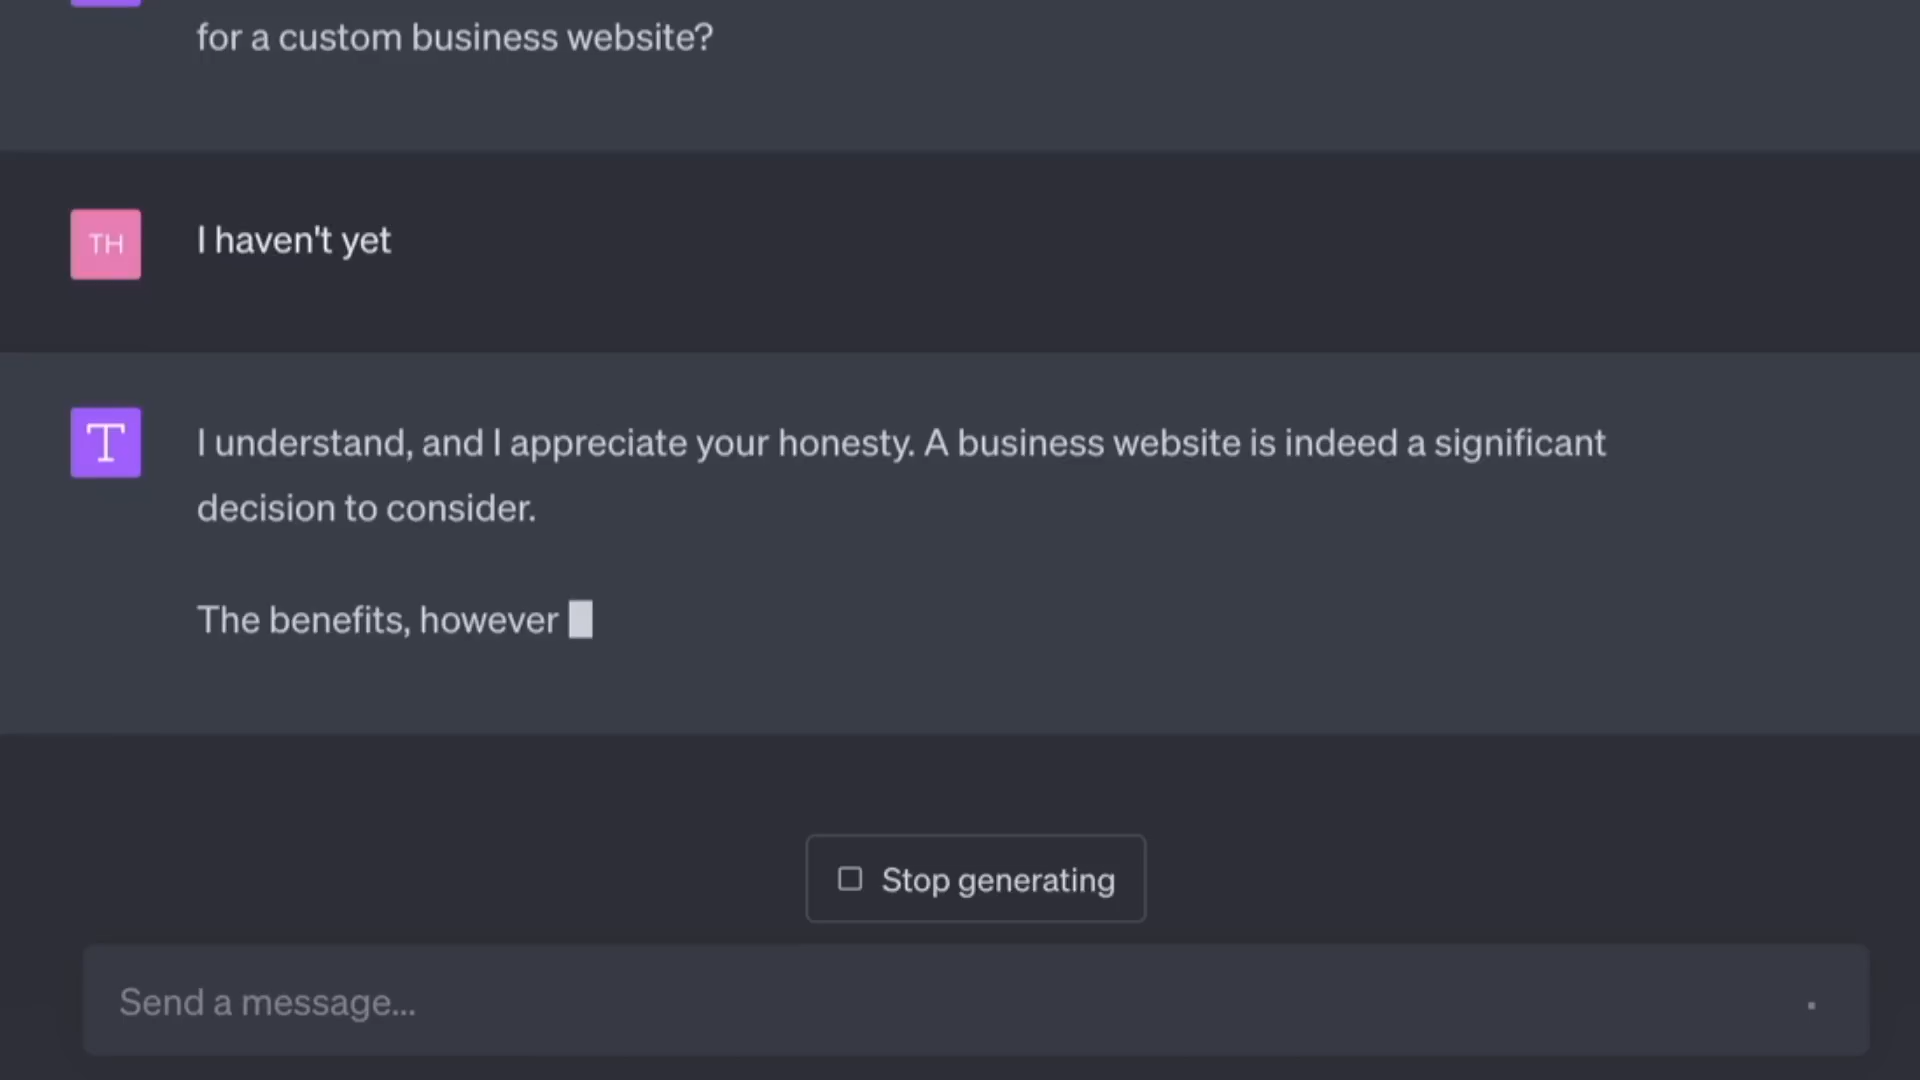 for a custom business website?
TH
I haven't yet
T
I understand, and I appreciate your honesty. A business website is indeed a significant
decision to consider.
The benefits, however
Stop generating
Send a message...